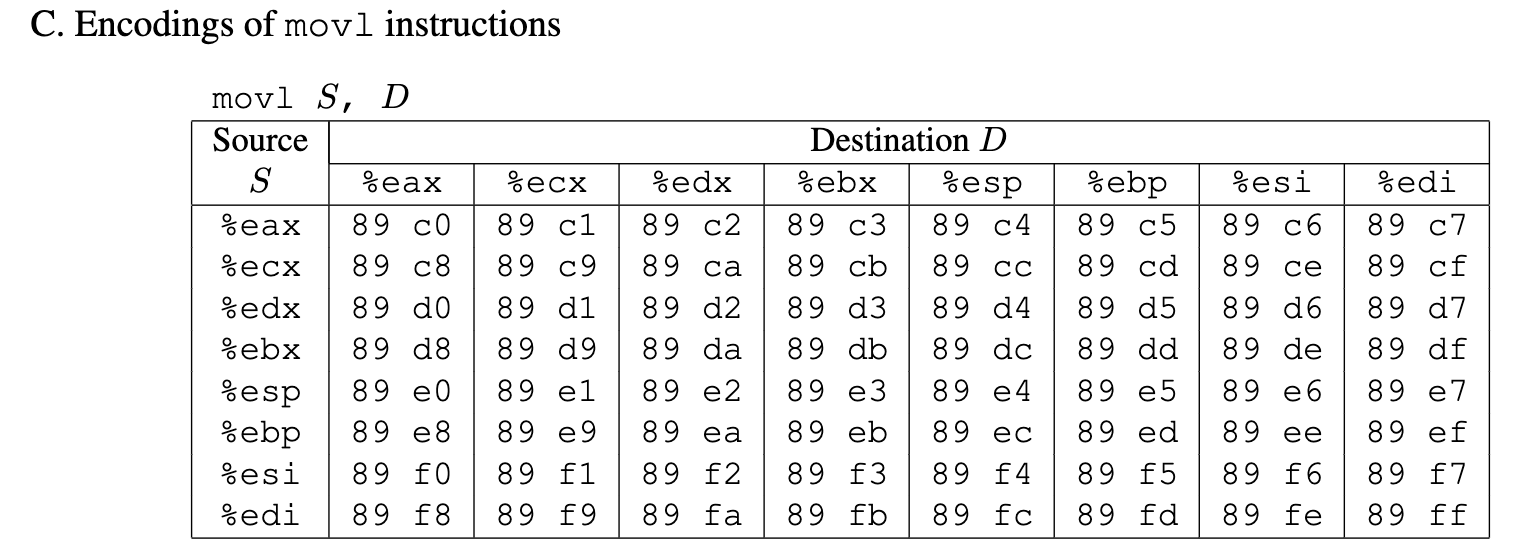 C. Encodings of movl instructions
movl S, D
Source Destination D
S %eax %ecx %edx %ebx %esp %ebp %esi %edi
%eax 89 c0 89 c1 89 c2 89 c3 89 c4 89 c5 89 c6 89 c7
%ecx 89 c8 89 c9 89 ca 89 cb 89 cc 89 cd 89 ce 89 cf
%edx 89 d0 89 d1 89 d2 89 d3 89 d4 89 d5 89 d6 89 d7
%ebx 89 d8 89 d9 89 da 89 db 89 dc 89 dd 89 de 89 df
%esp 89 e0 89 e1 89 e2 89 e3 89 e4 89 e5 89 e6 89 e7
%ebp 89 e8 89 e9 89 ea 89 eb 89 ec 89 ed 89 ee 89 ef
%esi 89 f0 89 f1 89 f2 89 f3 89 f4 89 f5 89 f6 89 f7
%edi 89 f8 89 f9 89 fa 89 fb 89 fc 89 fd 89 fe 89 ff